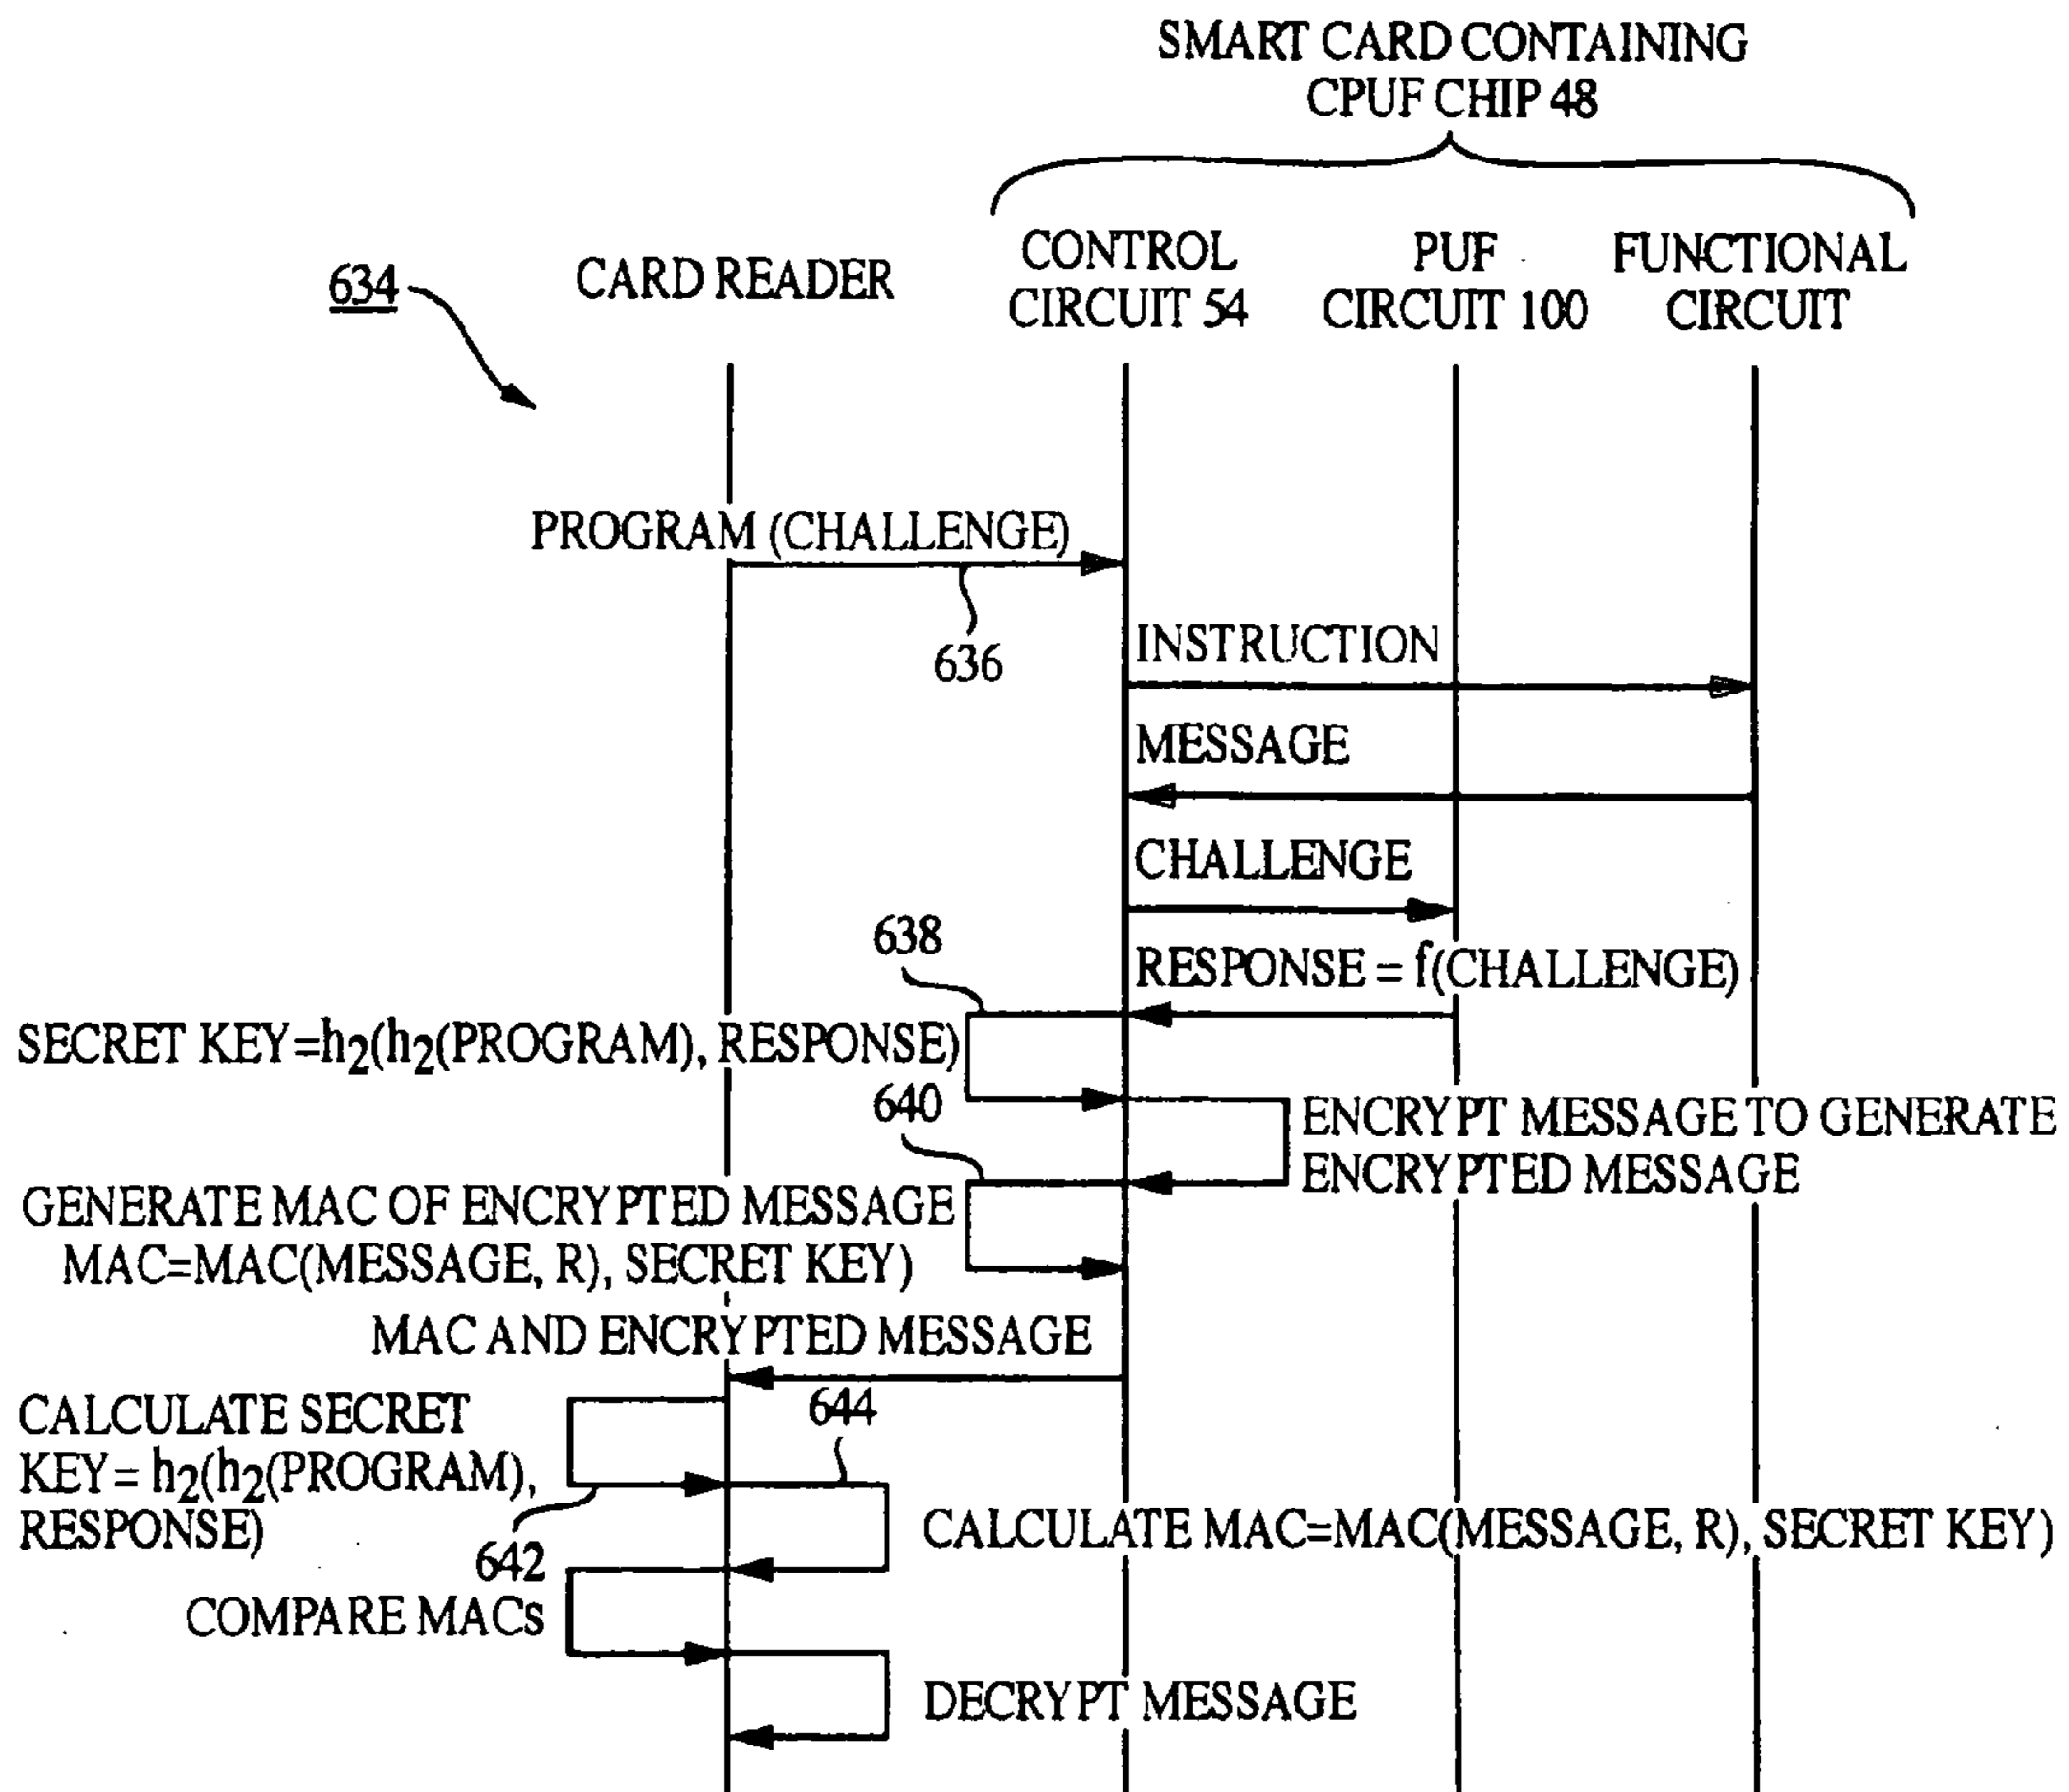 SMART CARD CONTAINING
CPUF CHIP 48
634
CARD READER
CONTROL
CIRCUIT 54
PUF
CIRCUIT 100
FUNCTIONAL
CIRCUIT
PROGRAM (CHALLENGE)
636
INSTRUCTION
MESSAGE
CHALLENGE
638
RESPONSE = f(CHALLENGE)
SECRET KEY=h2(h2(PROGRAM), RESPONSE)
640
ENCRYPT MESSAGE TO GENERATE
ENCRYPTED MESSAGE
GENERATE MAC OF ENCRYPTED MESSAGE
MAC=MAC(MESSAGE, R), SECRET KEY)
MAC AND ENCRYPTED MESSAGE
CALCULATE SECRET
KEY= h2(h2(PROGRAM),
RESPONSE)
644
642
CALCULATE MAC=MAC(MESSAGE, R), SECRET KEY)
COMPARE MACs
DECRYPT MESSAGE